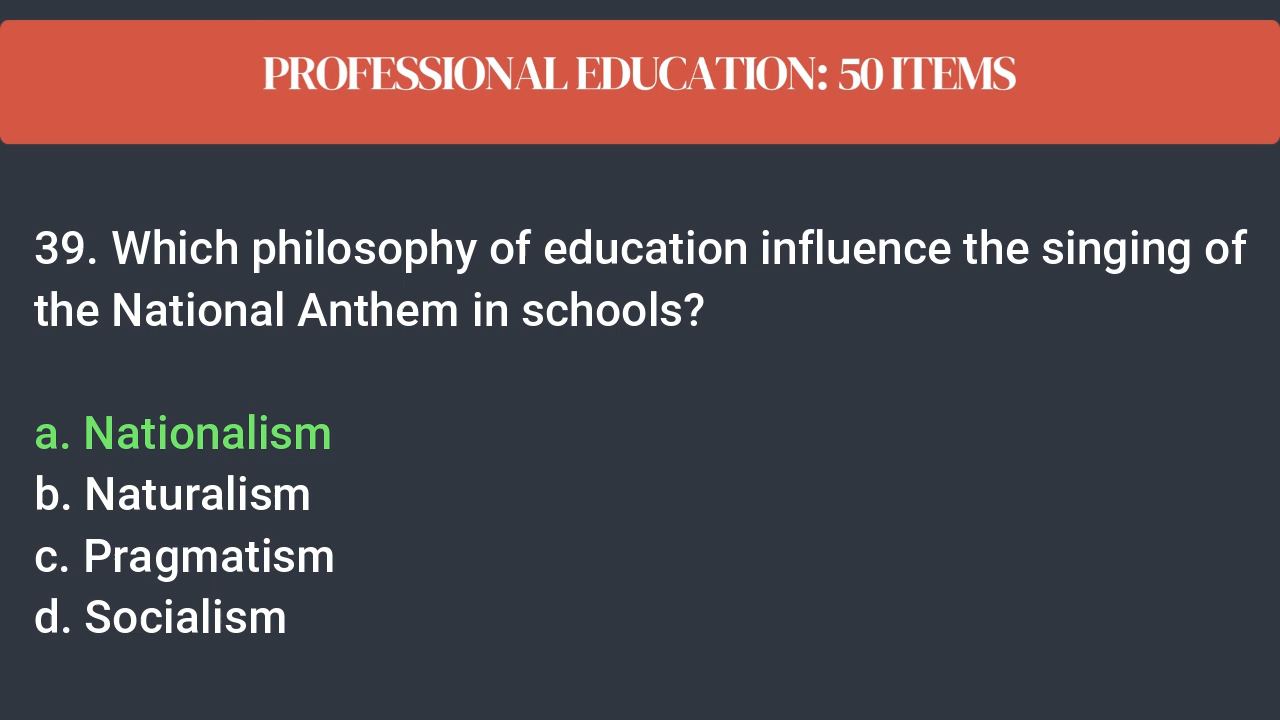 PROFESSIONAL EDUCATION: 50 ITEMS
39. Which philosophy of education influence the singing of
the National Anthem in schools?
a. Nationalism
b. Naturalism
c. Pragmatism
d. Socialism